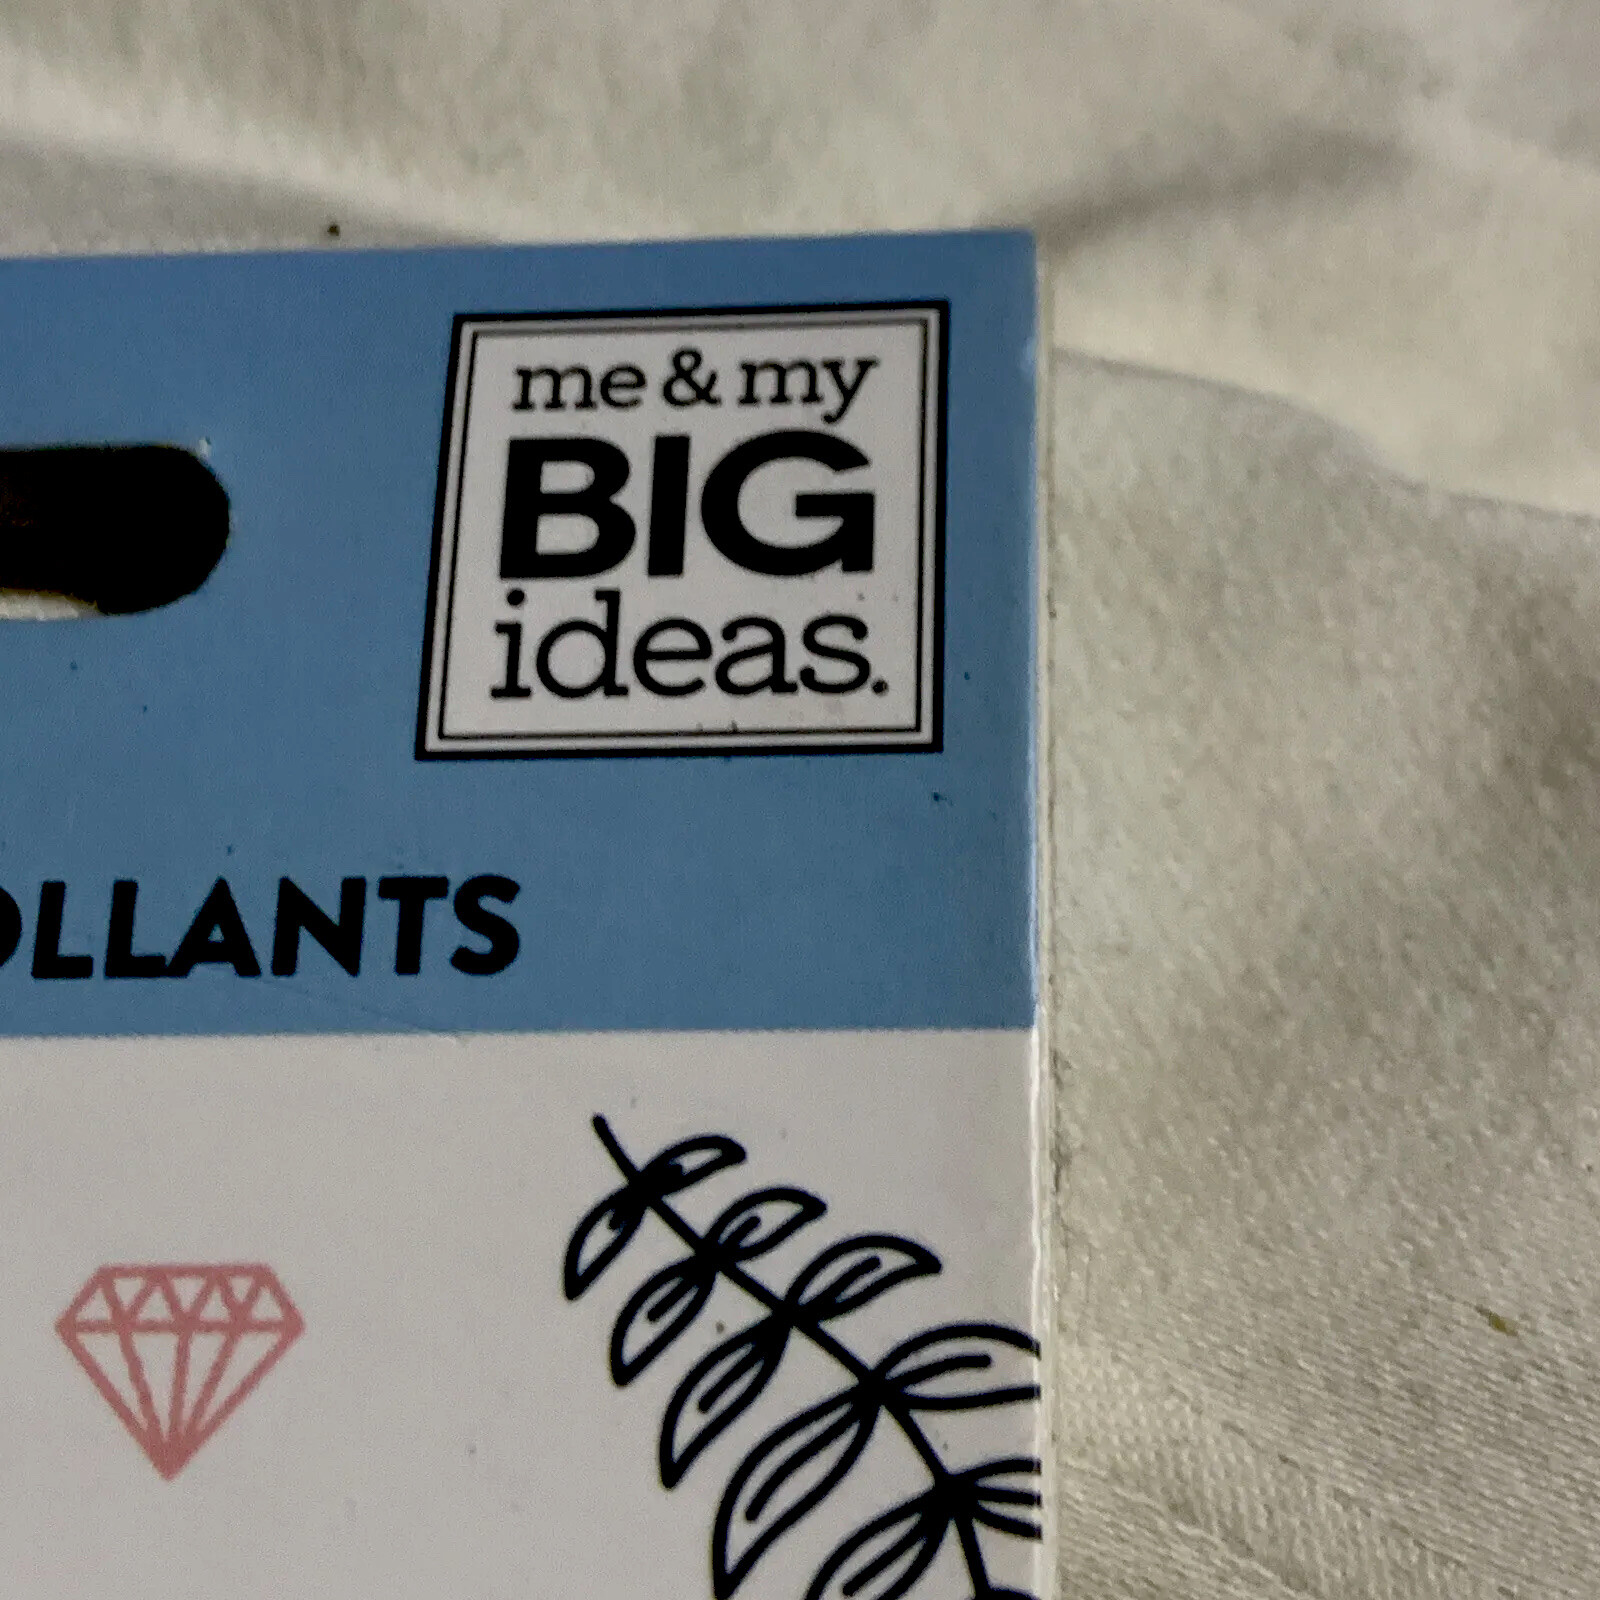 me & my
BIG
ideas.
OLLANTS